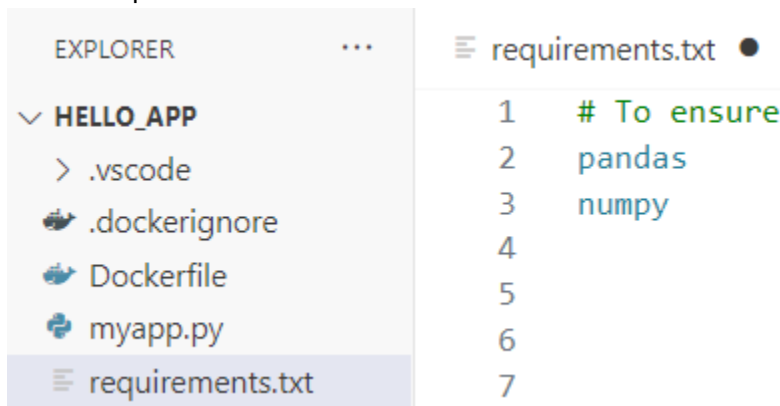 EXPLORER ...
HELLO_APP
.vscode
.dockerignore
Dockerfile
myapp.py
requirements.txt
requirements.txt
1 # To ensure
2 pandas
3 numpy
4
5
6
7